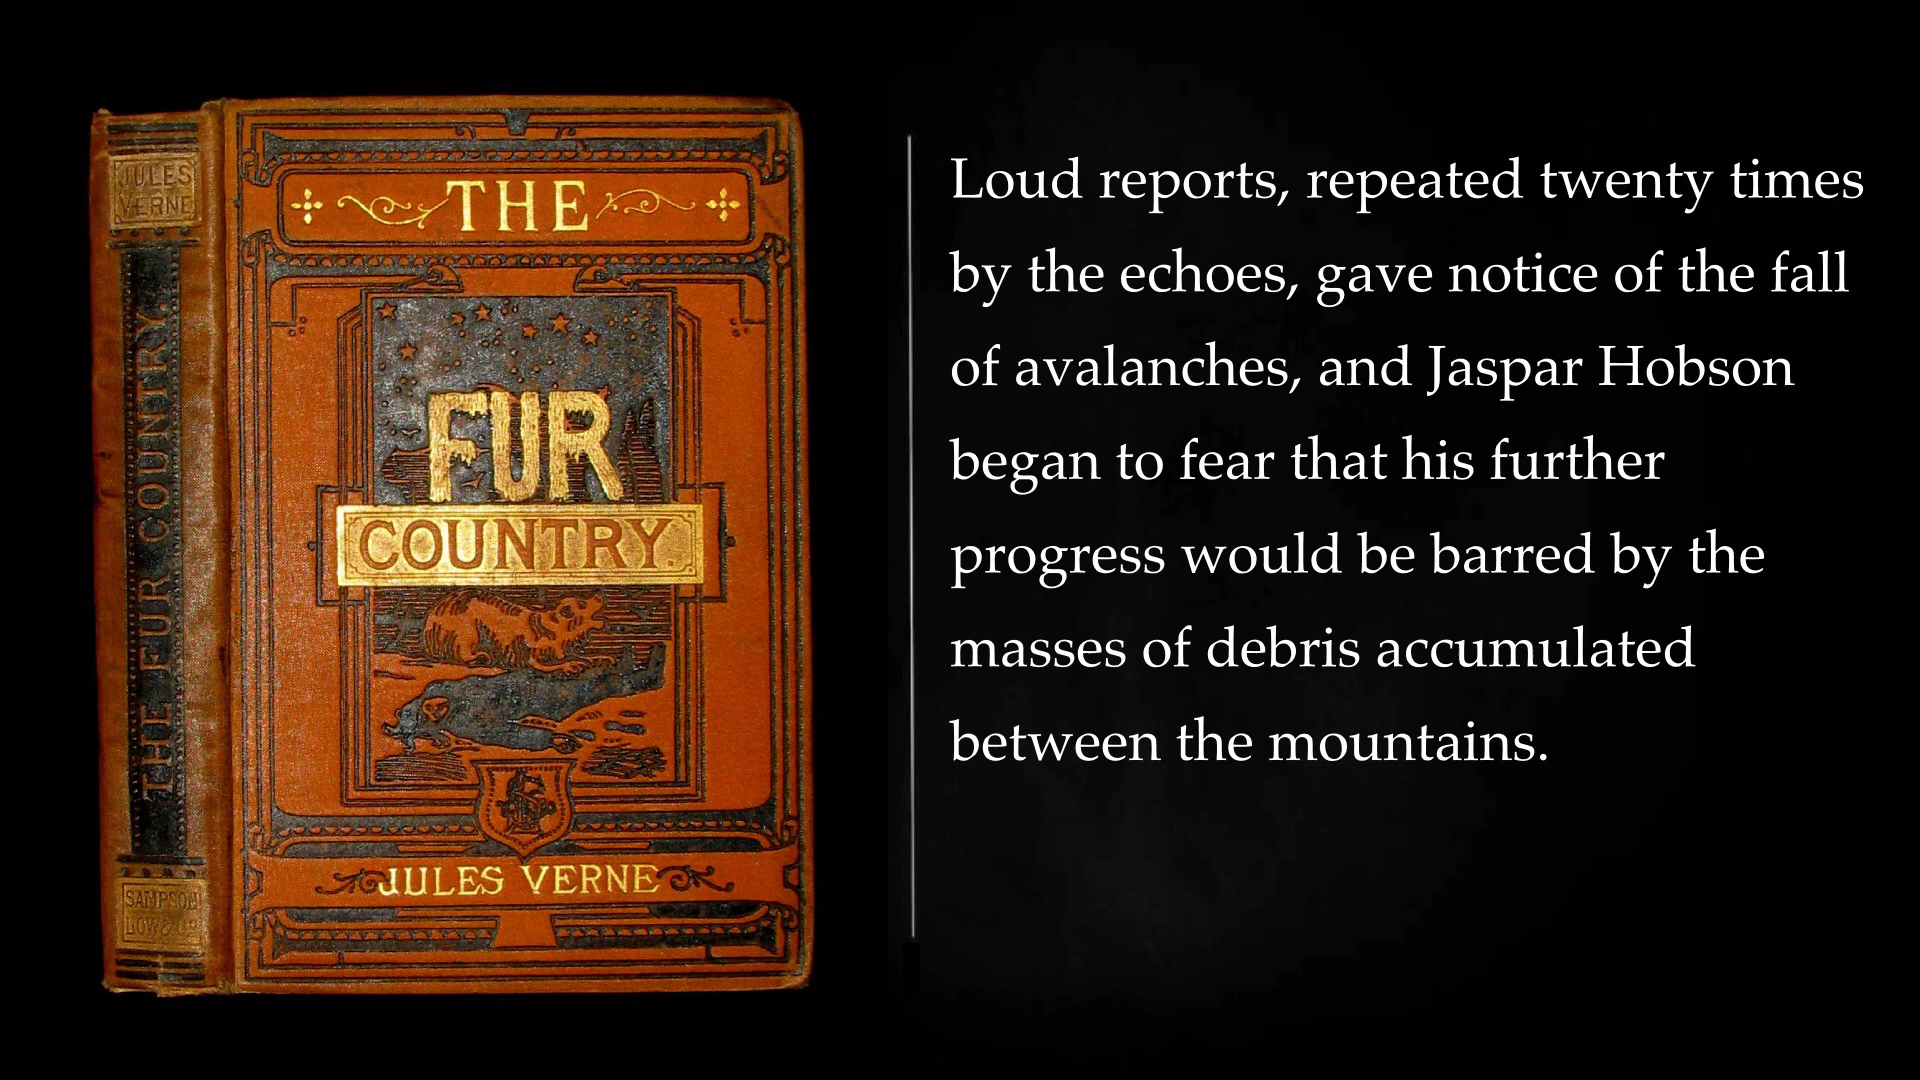 JULES
VERNE
THE FUR COUNTRY.
SAMPSON
LOW & Co
THE
FUR
COUNTRY.
JULES VERNE
Loud reports, repeated twenty times
by the echoes, gave notice of the fall
of avalanches, and Jaspar Hobson
began to fear that his further
progress would be barred by the
masses of debris accumulated
between the mountains.